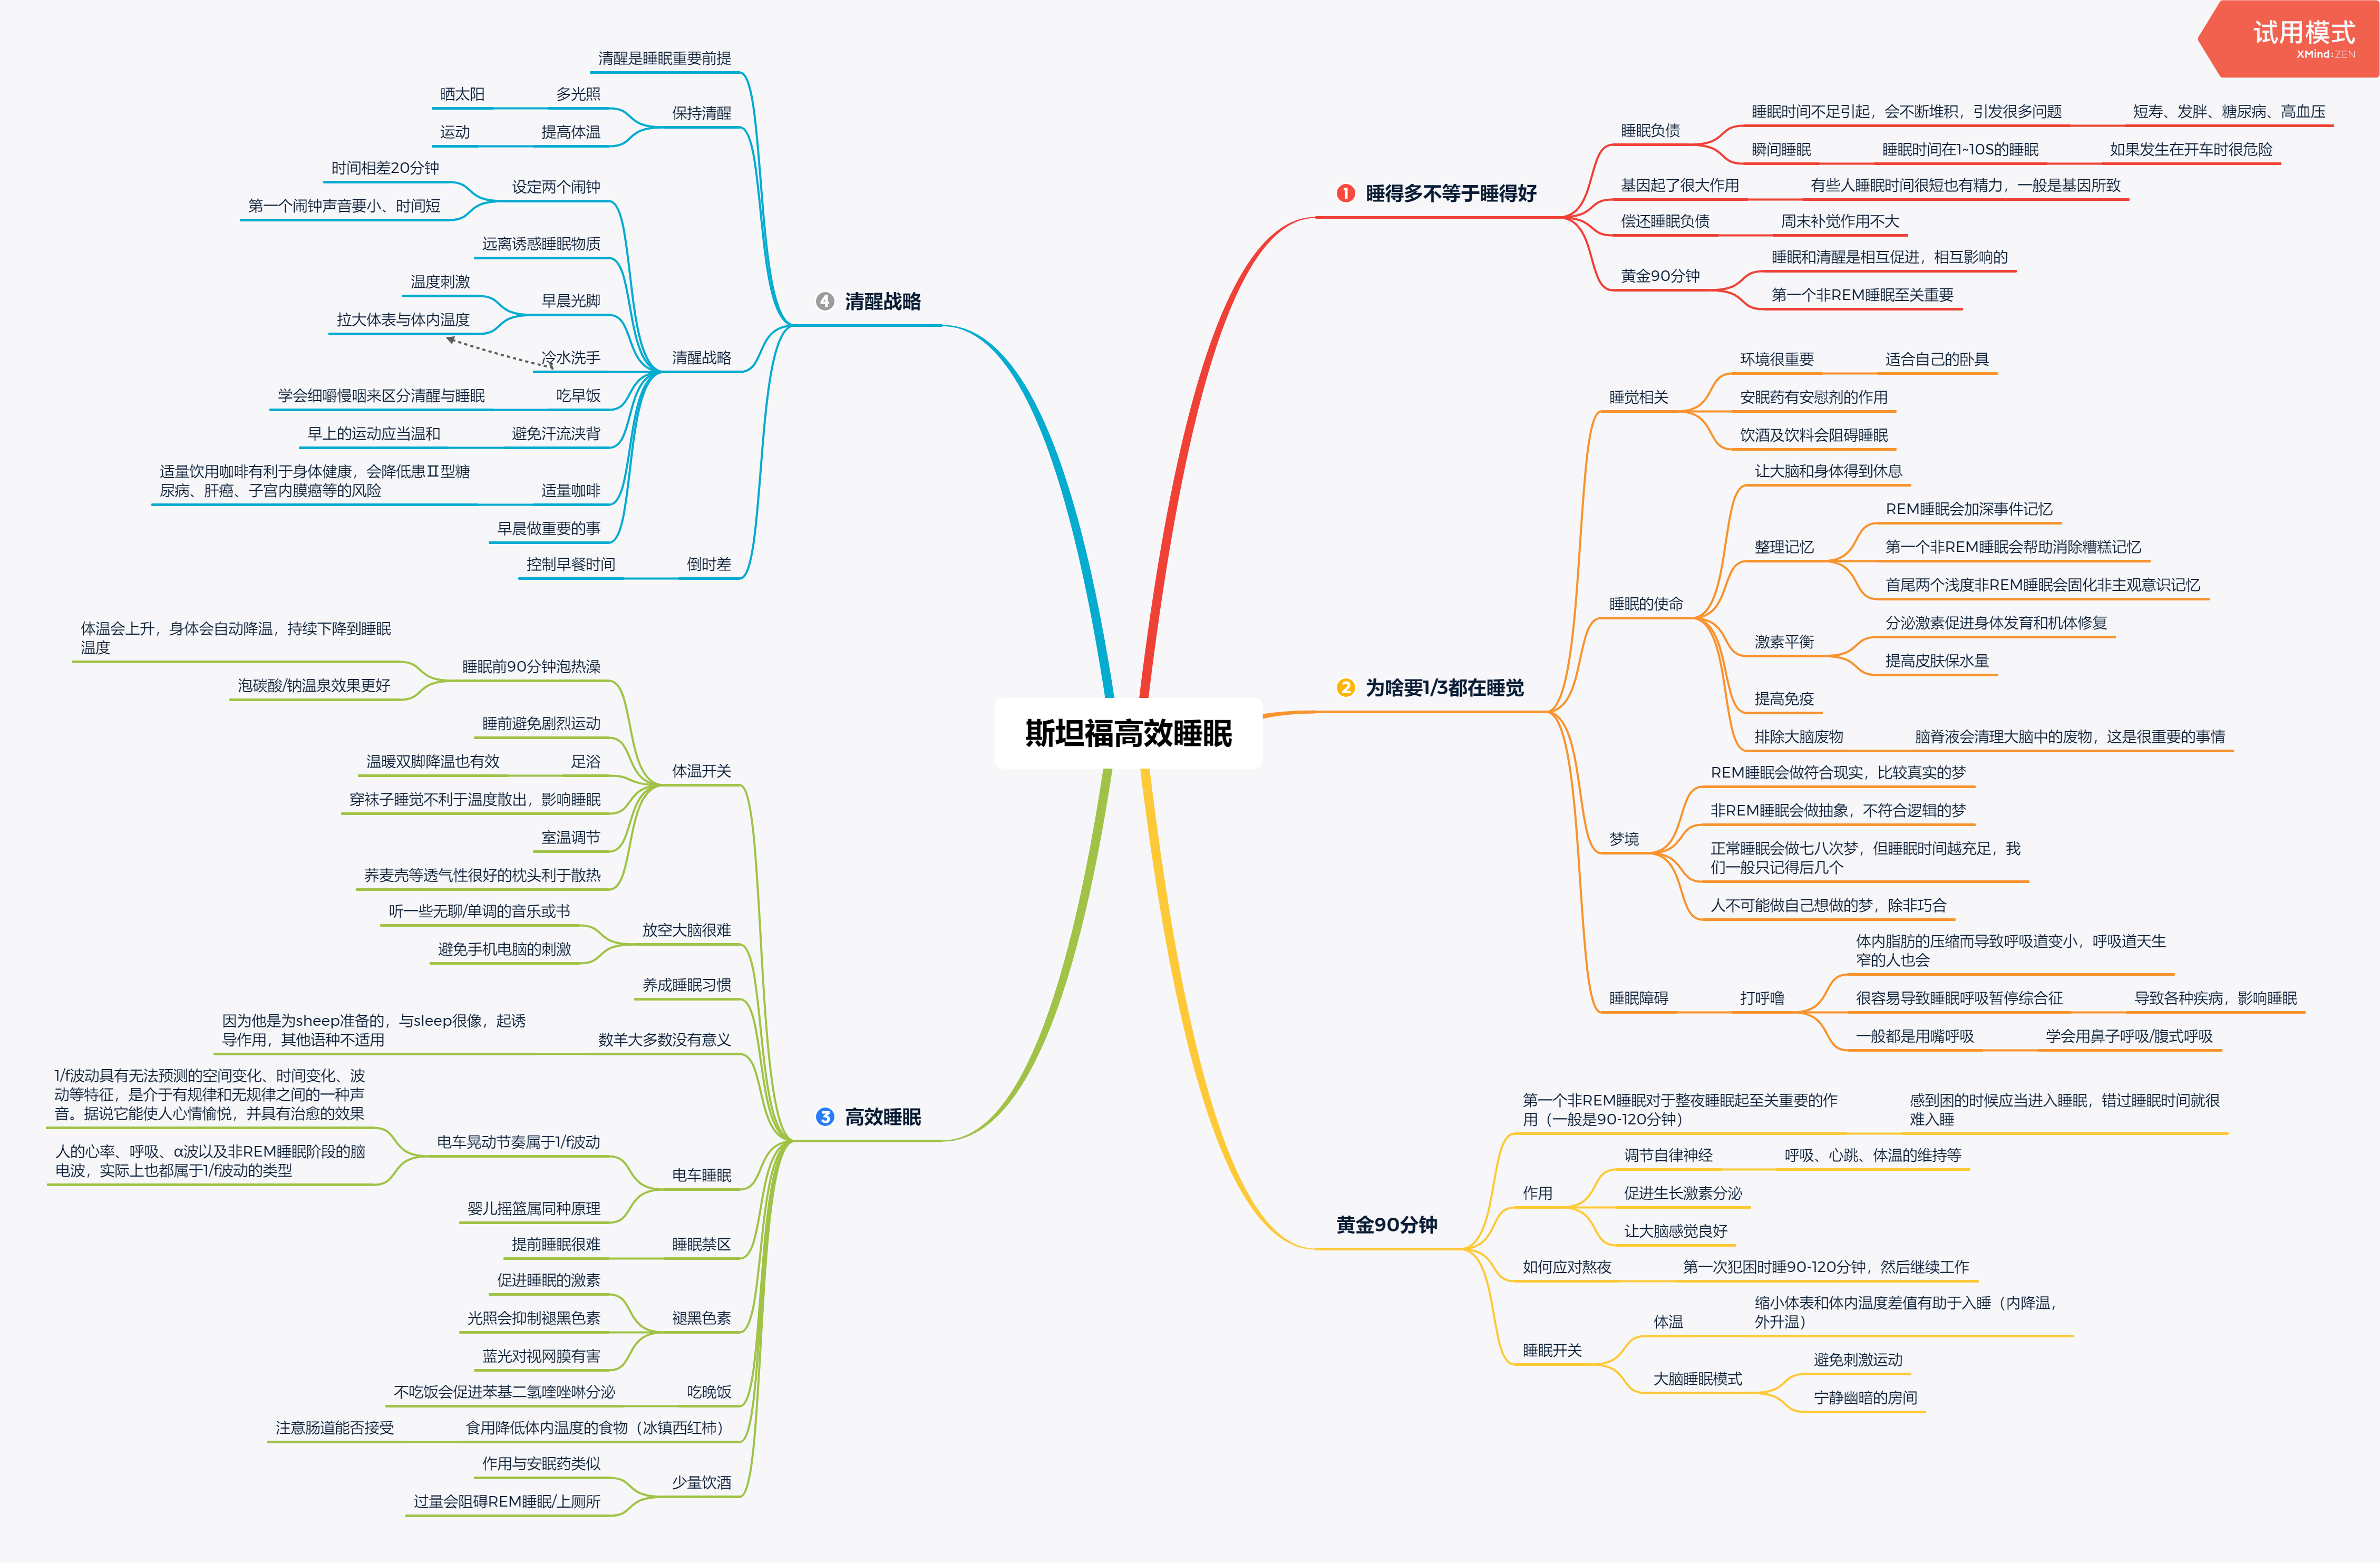 试用模式
XMind:ZEN
斯坦福高效睡眠
1 睡得多不等于睡得好
睡眠负债
睡眠时间不足引起，会不断堆积，引发很多问题
短寿、发胖、糖尿病、高血压
瞬间睡眠
睡眠时间在1~10S的睡眠
如果发生在开车时很危险
基因起了很大作用
有些人睡眠时间很短也有精力，一般是基因所致
偿还睡眠负债
周末补觉作用不大
黄金90分钟
睡眠和清醒是相互促进，相互影响的
第一个非REM睡眠至关重要
2 为啥要1/3都在睡觉
睡觉相关
环境很重要
适合自己的卧具
安眠药有安慰剂的作用
饮酒及饮料会阻碍睡眠
睡眠的使命
让大脑和身体得到休息
整理记忆
REM睡眠会加深事件记忆
第一个非REM睡眠会帮助消除糟糕记忆
首尾两个浅度非REM睡眠会固化非主观意识记忆
激素平衡
分泌激素促进身体发育和机体修复
提高皮肤保水量
提高免疫
排除大脑废物
脑脊液会清理大脑中的废物，这是很重要的事情
梦境
REM睡眠会做符合现实，比较真实的梦
非REM睡眠会做抽象，不符合逻辑的梦
正常睡眠会做七八次梦，但睡眠时间越充足，我
们一般只记得后几个
人不可能做自己想做的梦，除非巧合
睡眠障碍
打呼噜
体内脂肪的压缩而导致呼吸道变小，呼吸道天生
窄的人也会
很容易导致睡眠呼吸暂停综合征
导致各种疾病，影响睡眠
一般都是用嘴呼吸
学会用鼻子呼吸/腹式呼吸
黄金90分钟
第一个非REM睡眠对于整夜睡眠起至关重要的作
用（一般是90-120分钟）
感到困的时候应当进入睡眠，错过睡眠时间就很
难入睡
作用
调节自律神经
呼吸、心跳、体温的维持等
促进生长激素分泌
让大脑感觉良好
如何应对熬夜
第一次犯困时睡90-120分钟，然后继续工作
睡眠开关
体温
缩小体表和体内温度差值有助于入睡（内降温，
外升温）
大脑睡眠模式
避免刺激运动
宁静幽暗的房间
3 高效睡眠
体温开关
睡眠前90分钟泡热澡
体温会上升，身体会自动降温，持续下降到睡眠
温度
泡碳酸/钠温泉效果更好
睡前避免剧烈运动
足浴
温暖双脚降温也有效
穿袜子睡觉不利于温度散出，影响睡眠
室温调节
荞麦壳等透气性很好的枕头利于散热
放空大脑很难
听一些无聊/单调的音乐或书
避免手机电脑的刺激
养成睡眠习惯
数羊大多数没有意义
因为他是为sheep准备的，与sleep很像，起诱
导作用，其他语种不适用
电车睡眠
电车晃动节奏属于1/f波动
1/f波动具有无法预测的空间变化、时间变化、波
动等特征，是介于有规律和无规律之间的一种声
音。据说它能使人心情愉悦，并具有治愈的效果
人的心率、呼吸、α波以及非REM睡眠阶段的脑
电波，实际上也都属于1/f波动的类型
婴儿摇篮属同种原理
睡眠禁区
提前睡眠很难
褪黑色素
促进睡眠的激素
光照会抑制褪黑色素
蓝光对视网膜有害
吃晚饭
不吃饭会促进苯基二氢喹唑啉分泌
食用降低体内温度的食物（冰镇西红柿）
注意肠道能否接受
少量饮酒
作用与安眠药类似
过量会阻碍REM睡眠/上厕所
4 清醒战略
清醒是睡眠重要前提
保持清醒
多光照
晒太阳
提高体温
运动
清醒战略
设定两个闹钟
时间相差20分钟
第一个闹钟声音要小、时间短
远离诱惑睡眠物质
早晨光脚
温度刺激
拉大体表与体内温度
冷水洗手
吃早饭
学会细嚼慢咽来区分清醒与睡眠
避免汗流浃背
早上的运动应当温和
适量咖啡
适量饮用咖啡有利于身体健康，会降低患Ⅱ型糖
尿病、肝癌、子宫内膜癌等的风险
早晨做重要的事
倒时差
控制早餐时间